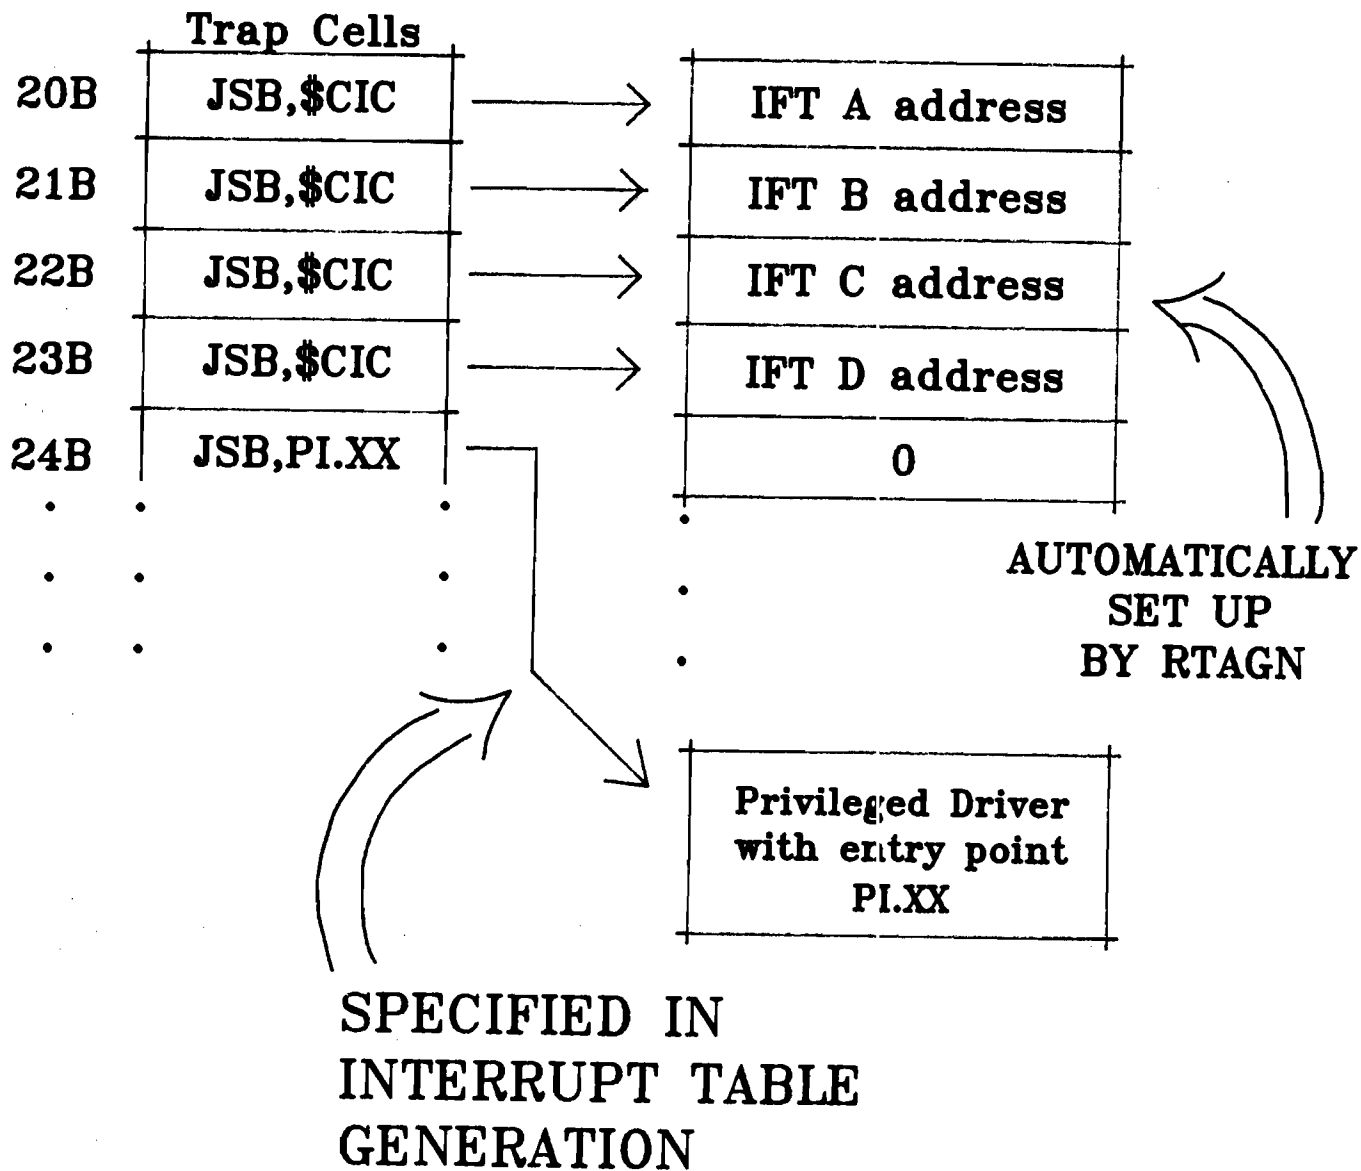 Trap Cells
20B JSB,$CIC IFT A address
21B JSB,$CIC IFT B address
22B JSB,$CIC IFT C address
23B JSB,$CIC IFT D address
24B JSB,PI.XX 0
AUTOMATICALLY
SET UP
BY RTAGN
Privileged Driver
with entry point
PI.XX
SPECIFIED IN
INTERRUPT TABLE
GENERATION